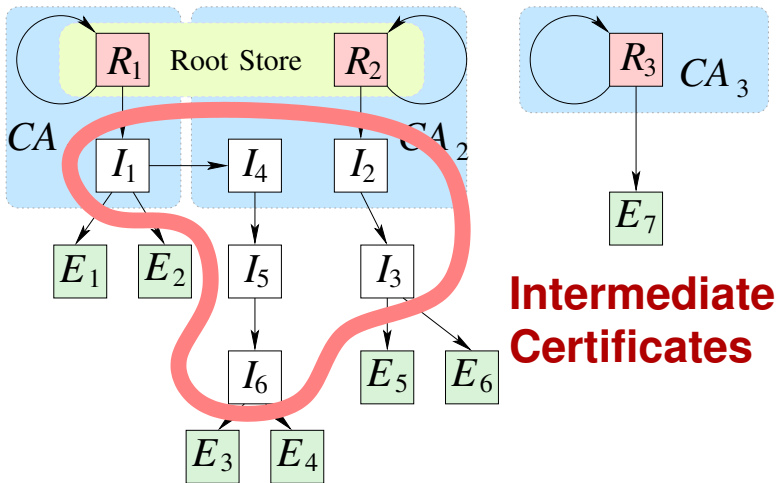 R₁ Root Store R₂ R₃
CA CA₂ CA₃
I₁ I₄ I₂
E₇
E₁ E₂ I₅ I₃
Intermediate
Certificates
I₆ E₅ E₆
E₃ E₄